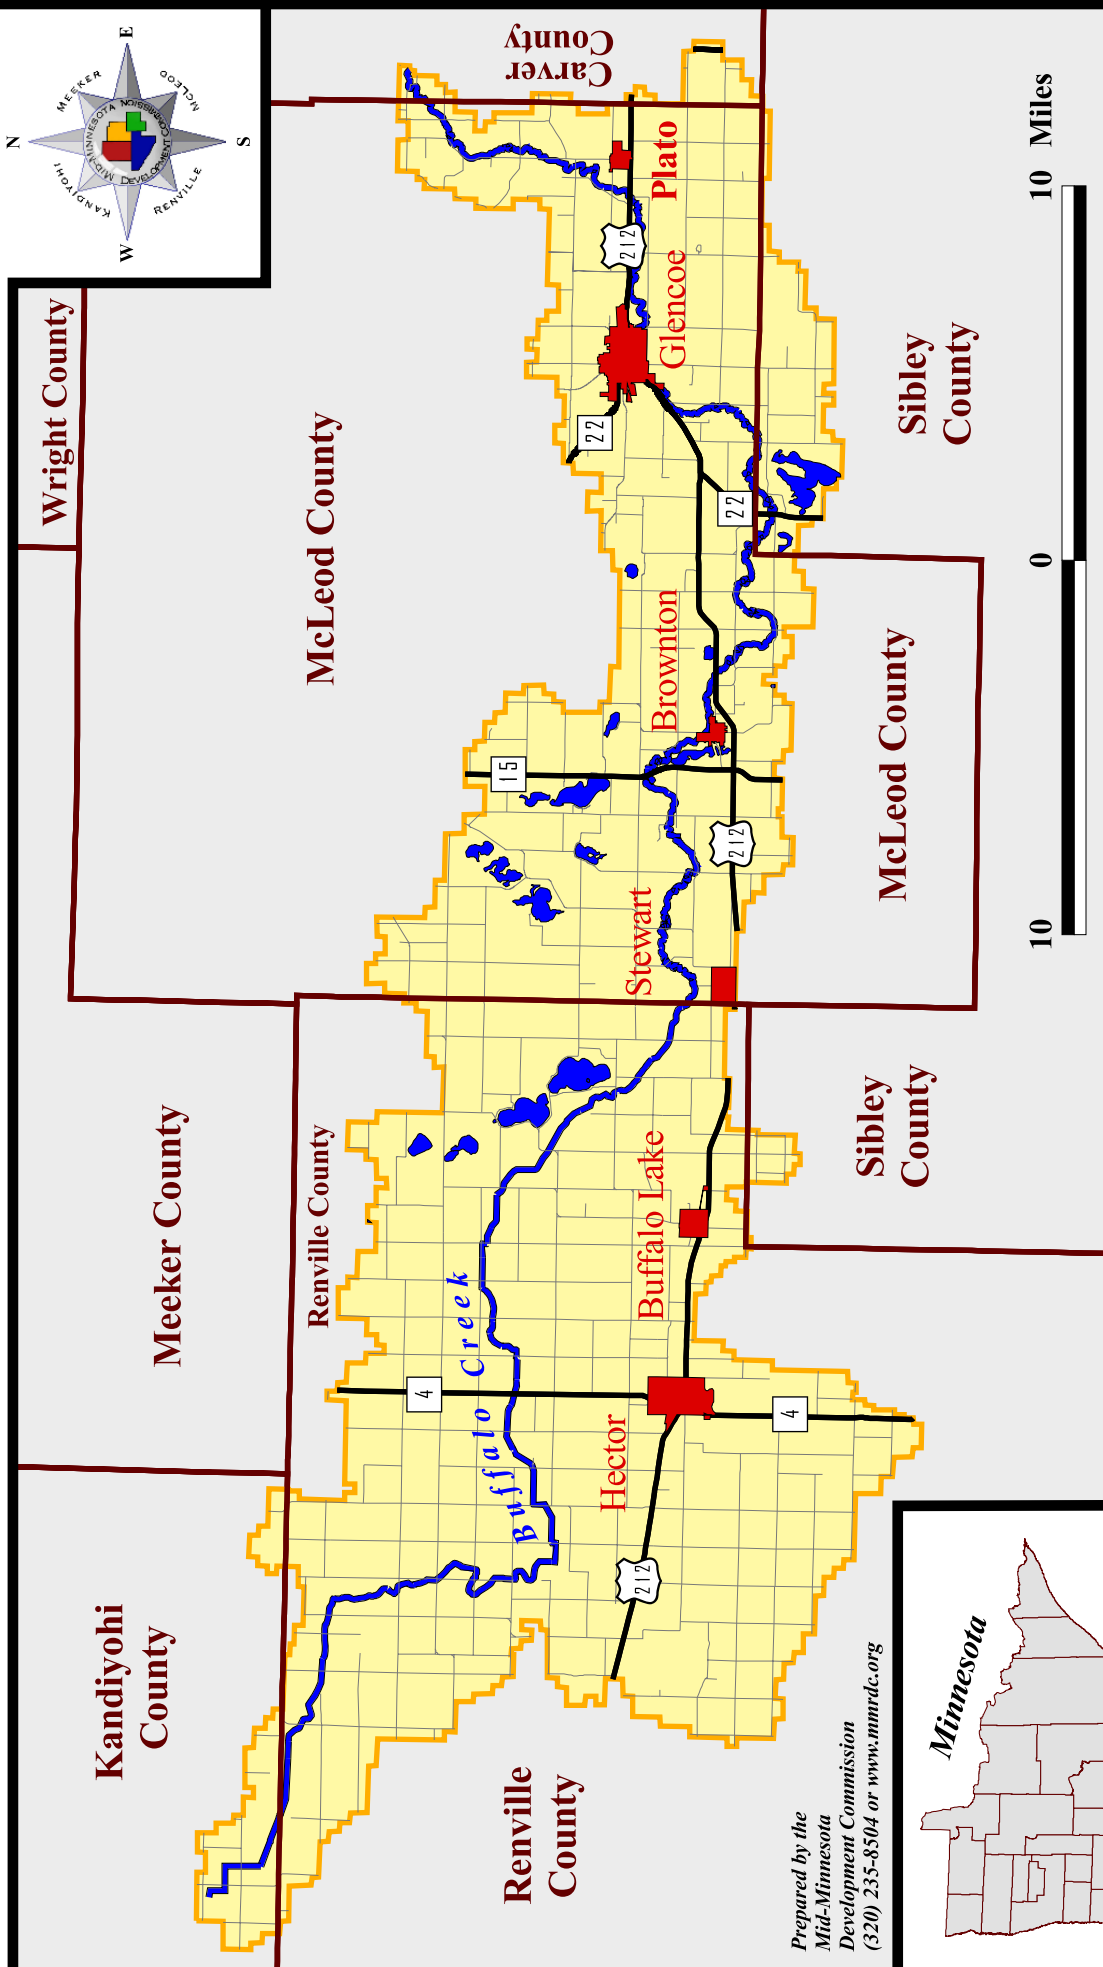 N
E
S
W
MEEKER
MCLEOD
RENVILLE
KANDIYOHI
MID-MINNESOTA
MISSISSIPPI
DEVELOPMENT COMMISSION
Wright County
Kandiyohi
County
Meeker County
McLeod County
Carver
County
Renville County
Renville
County
Buffalo Creek
4
15
22
212
Plato
Glencoe
22
Brownton
Stewart
212
Buffalo Lake
Hector
212
4
Sibley
County
McLeod County
Sibley
County
10
0
10
Miles
Prepared by the
Mid-Minnesota
Development Commission
(320) 235-8504 or www.mmrdc.org
Minnesota